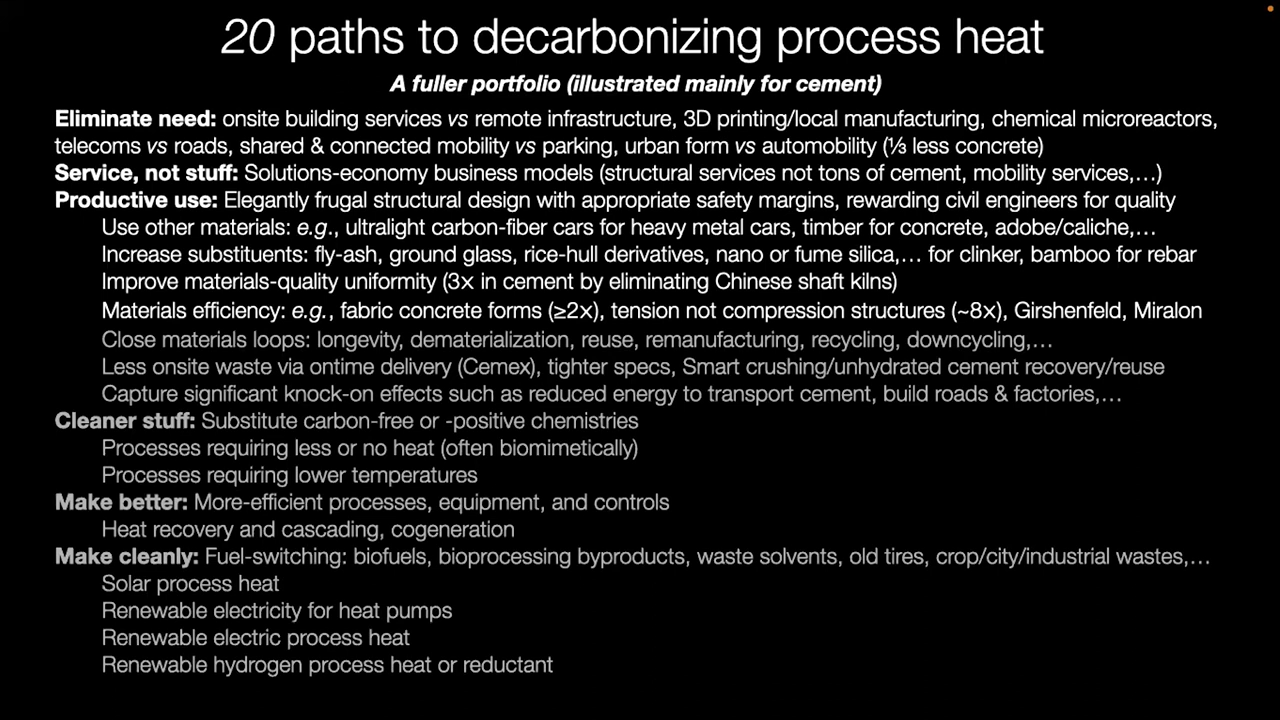 20 paths to decarbonizing process heat
A fuller portfolio (illustrated mainly for cement)
Eliminate need: onsite building services vs remote infrastructure, 3D printing/local manufacturing, chemical microreactors,
telecoms vs roads, shared & connected mobility vs parking, urban form vs automobility (⅓ less concrete)
Service, not stuff: Solutions-economy business models (structural services not tons of cement, mobility services,…)
Productive use: Elegantly frugal structural design with appropriate safety margins, rewarding civil engineers for quality
Use other materials: e.g., ultralight carbon-fiber cars for heavy metal cars, timber for concrete, adobe/caliche,…
Increase substituents: fly-ash, ground glass, rice-hull derivatives, nano or fume silica,… for clinker, bamboo for rebar
Improve materials-quality uniformity (3× in cement by eliminating Chinese shaft kilns)
Materials efficiency: e.g., fabric concrete forms (≥2×), tension not compression structures (~8×), Girshenfeld, Miralon
Close materials loops: longevity, dematerialization, reuse, remanufacturing, recycling, downcycling,…
Less onsite waste via ontime delivery (Cemex), tighter specs, Smart crushing/unhydrated cement recovery/reuse
Capture significant knock-on effects such as reduced energy to transport cement, build roads & factories,…
Cleaner stuff: Substitute carbon-free or -positive chemistries
Processes requiring less or no heat (often biomimetically)
Processes requiring lower temperatures
Make better: More-efficient processes, equipment, and controls
Heat recovery and cascading, cogeneration
Make cleanly: Fuel-switching: biofuels, bioprocessing byproducts, waste solvents, old tires, crop/city/industrial wastes,…
Solar process heat
Renewable electricity for heat pumps
Renewable electric process heat
Renewable hydrogen process heat or reductant